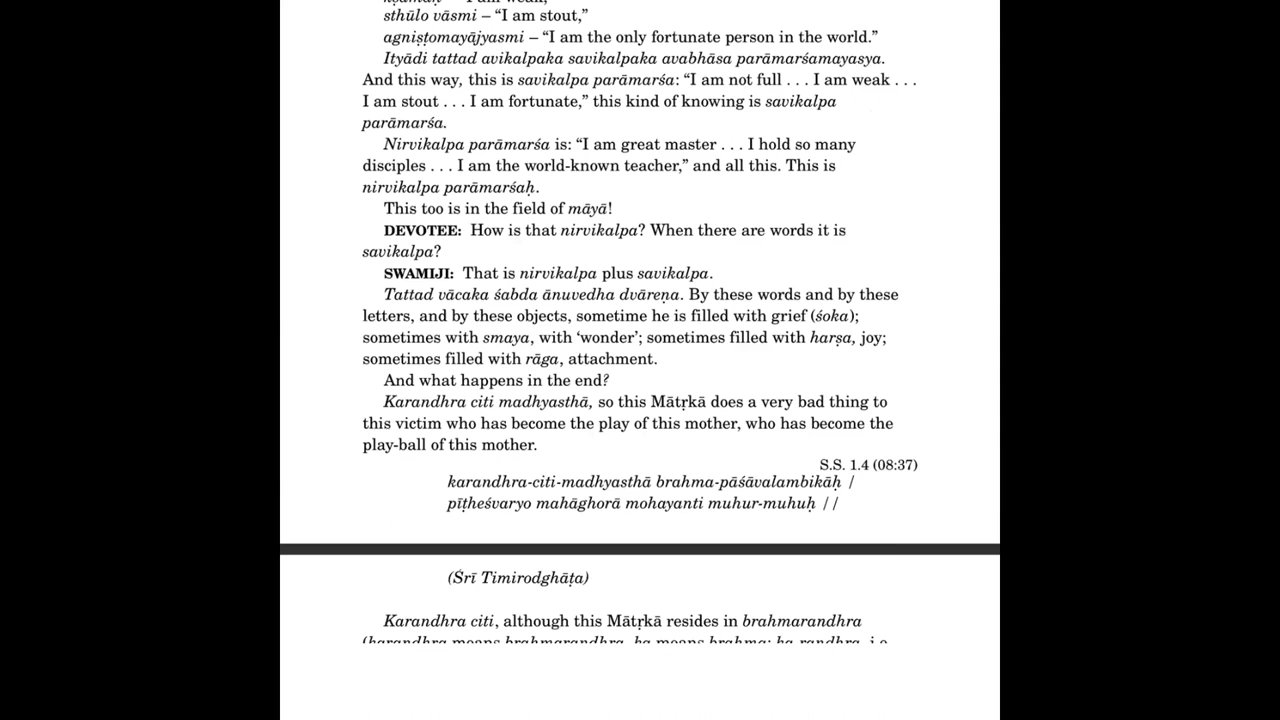 sthūlo vāsmi – “I am stout,”
agniṣṭomayājyasmi – “I am the only fortunate person in the world.”
Ityādi tattad avikalpaka savikalpaka avabhāsa parāmarśamayasya.
And this way, this is savikalpa parāmarśa: “I am not full . . . I am weak . . .
I am stout . . . I am fortunate,” this kind of knowing is savikalpa
parāmarśa.
Nirvikalpa parāmarśa is: “I am great master . . . I hold so many
disciples . . . I am the world-known teacher,” and all this. This is
nirvikalpa parāmarśaḥ.
This too is in the field of māyā!
DEVOTEE: How is that nirvikalpa? When there are words it is
savikalpa?
SWAMIJI: That is nirvikalpa plus savikalpa.
Tattad vācaka śabda ānuvedha dvāreṇa. By these words and by these
letters, and by these objects, sometime he is filled with grief (śoka);
sometimes with smaya, with ‘wonder’; sometimes filled with harṣa, joy;
sometimes filled with rāga, attachment.
And what happens in the end?
Karandhra citi madhyasthā, so this Mātṛkā does a very bad thing to
this victim who has become the play of this mother, who has become the
play-ball of this mother.
S.S. 1.4 (08:37)
karandhra-citi-madhyasthā brahma-pāśāvalambikāḥ /
pīṭheśvaryo mahāghorā mohayanti muhur-muhuḥ //
(Śrī Timirodghāṭa)
Karandhra citi, although this Mātṛkā resides in brahmarandhra
(karandhra means brahmarandhra, ka means brahma; ka-randhra, i.e.